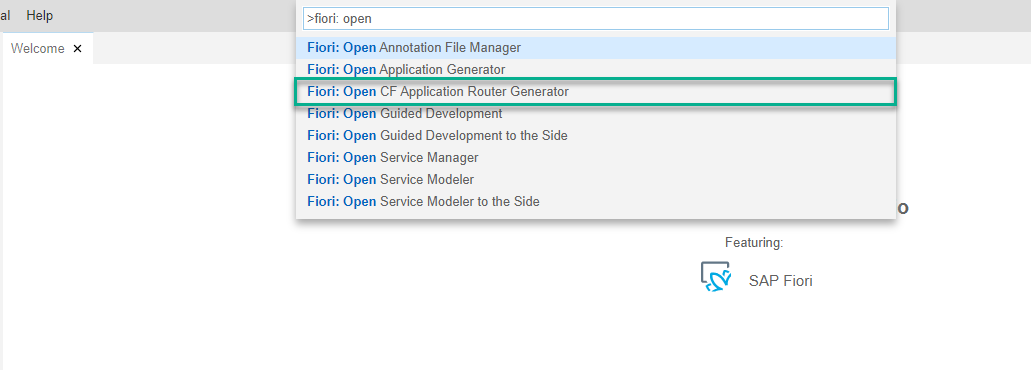 al Help
>fiori: open
Welcome ×
Fiori: Open Annotation File Manager
Fiori: Open Application Generator
Fiori: Open CF Application Router Generator
Fiori: Open Guided Development
Fiori: Open Guided Development to the Side
Fiori: Open Service Manager
Fiori: Open Service Modeler
Fiori: Open Service Modeler to the Side
o
Featuring:
SAP Fiori